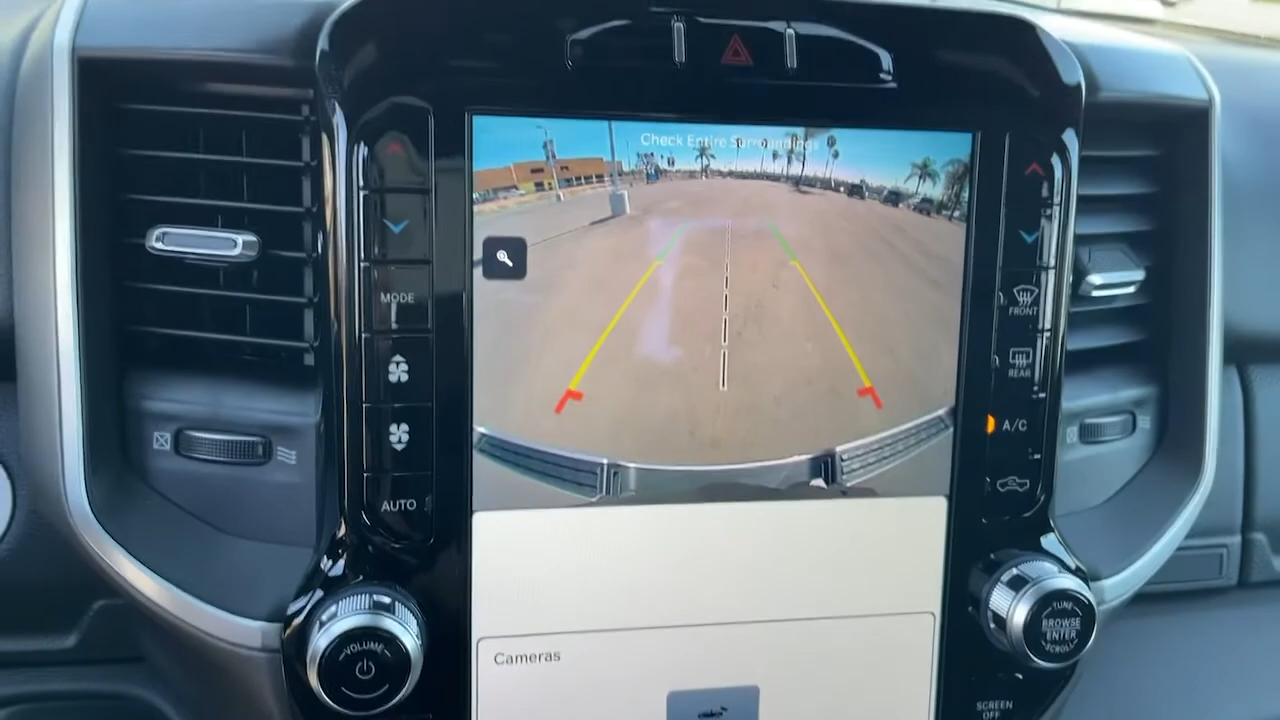 Check Entire Surroundings
MODE
AUTO
VOLUME
FRONT
REAR
A/C
TUNE
BROWSE
ENTER
SCROLL
SCREEN
OFF
Cameras